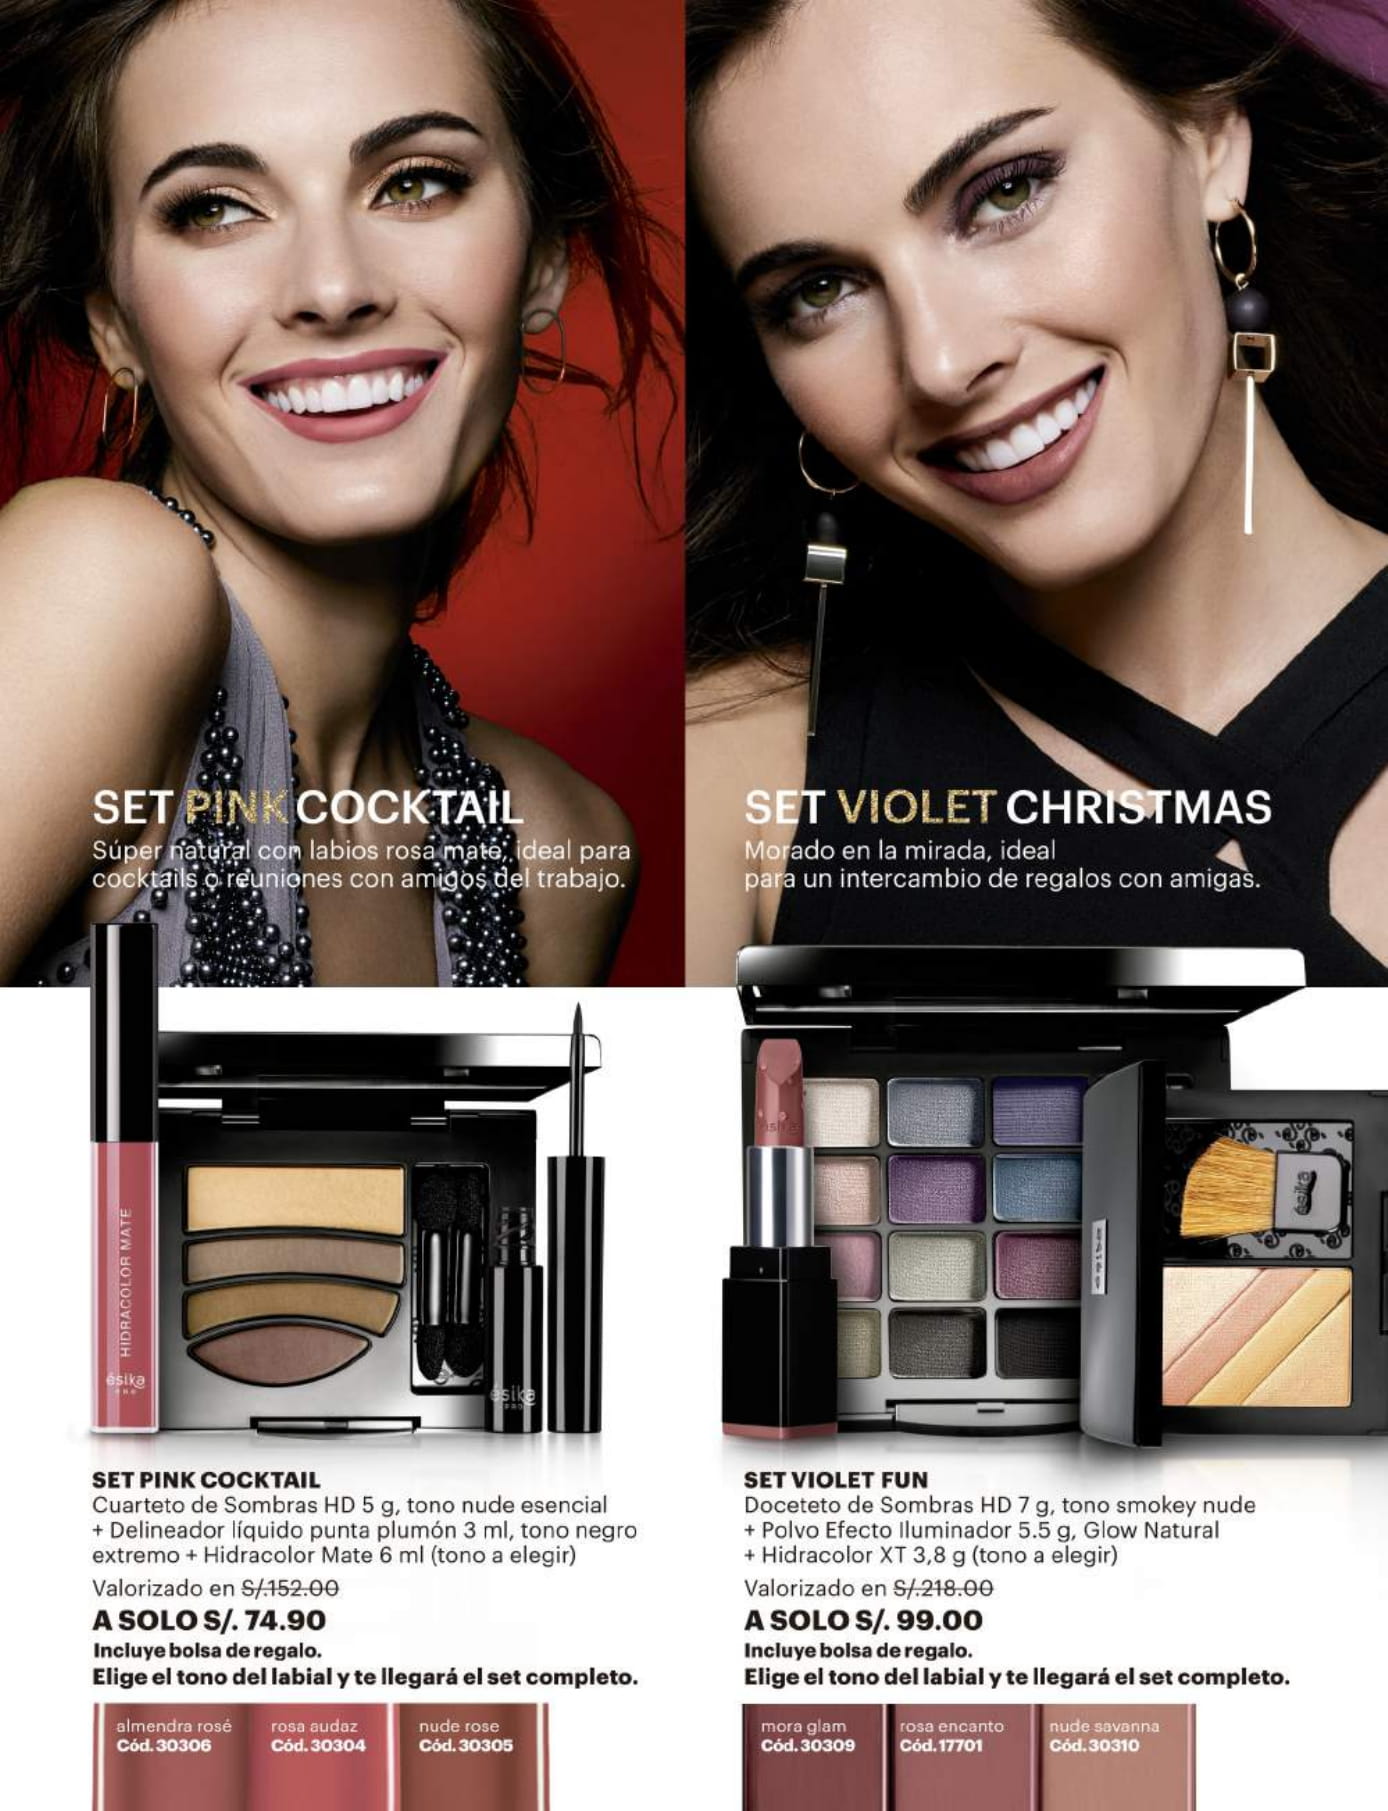 SET PINK COCKTAIL
Súper natural con labios rosa mate, ideal para
cocktails o reuniones con amigos del trabajo.
SET VIOLET CHRISTMAS
Morado en la mirada, ideal
para un intercambio de regalos con amigas.
HIDRACOLOR MATE
ésika
PRO
ésika
PRO
ésika
ésika
ésika
SET PINK COCKTAIL
Cuarteto de Sombras HD 5 g, tono nude esencial
+ Delineador líquido punta plumón 3 ml, tono negro
extremo + Hidracolor Mate 6 ml (tono a elegir)
Valorizado en S/.152.00
A SOLO S/. 74.90
Incluye bolsa de regalo.
Elige el tono del labial y te llegará el set completo.
almendra rosé
Cód. 30306
rosa audaz
Cód. 30304
nude rose
Cód. 30305
SET VIOLET FUN
Doceteto de Sombras HD 7 g, tono smokey nude
+ Polvo Efecto Iluminador 5.5 g, Glow Natural
+ Hidracolor XT 3,8 g (tono a elegir)
Valorizado en S/.218.00
A SOLO S/. 99.00
Incluye bolsa de regalo.
Elige el tono del labial y te llegará el set completo.
mora glam
Cód. 30309
rosa encanto
Cód. 17701
nude savanna
Cód. 30310